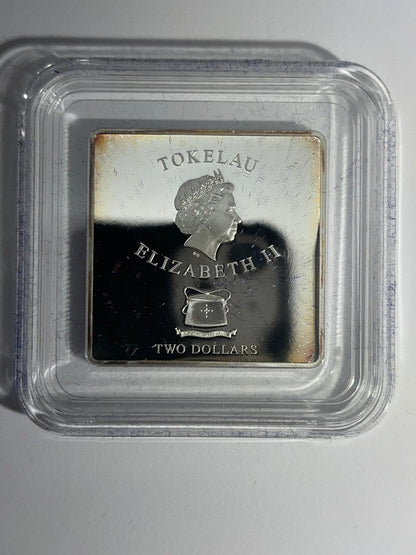 TOKELAU
ELIZABETH II
TWO DOLLARS